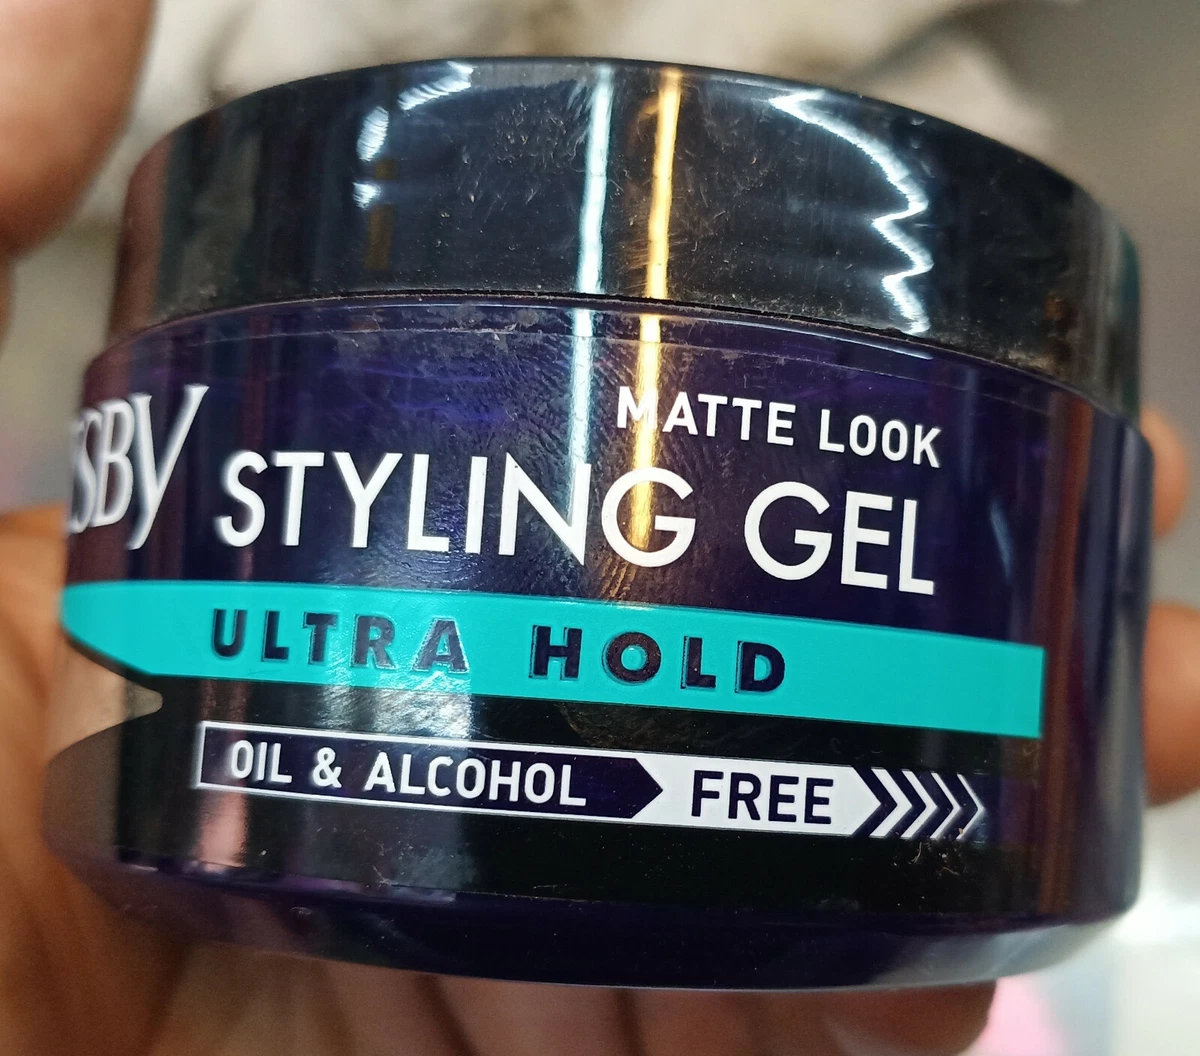 MATTE LOOK
STYLING GEL
ULTRA HOLD
OIL & ALCOHOL FREE